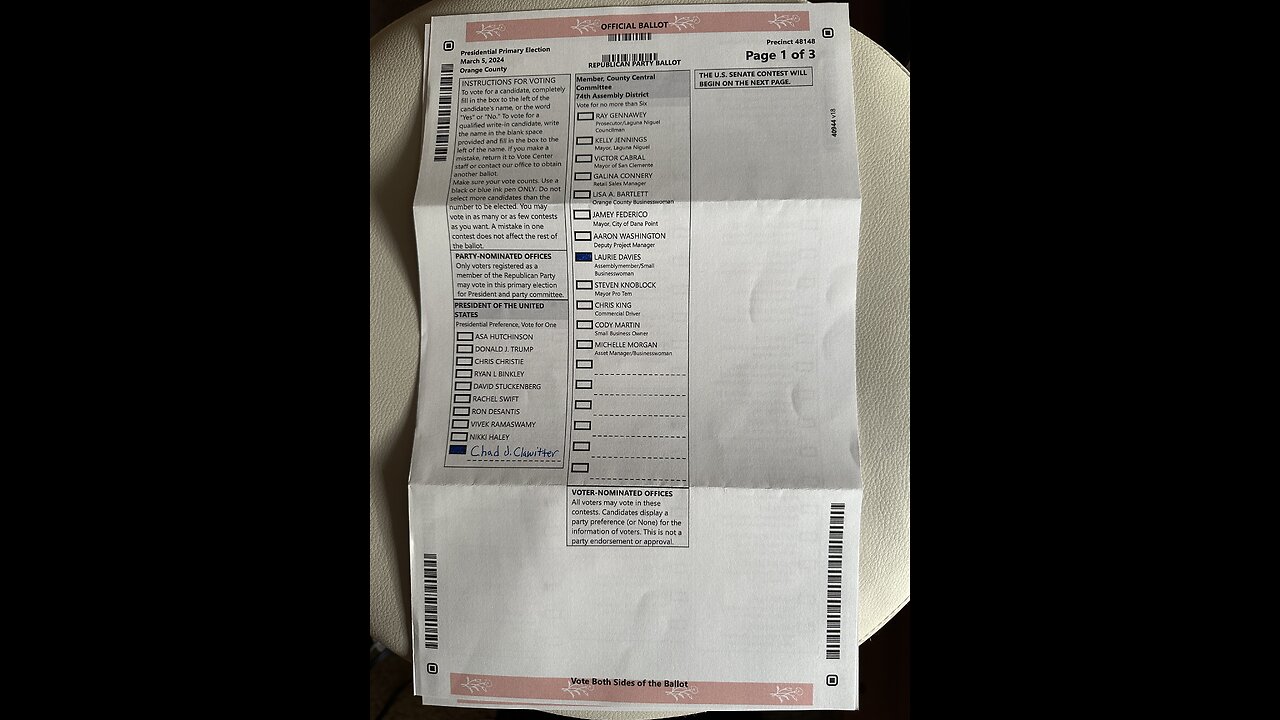 OFFICIAL BALLOT
Presidential Primary Election
March 5, 2024
Orange County
REPUBLICAN PARTY BALLOT
Precinct 48148
Page 1 of 3
INSTRUCTIONS FOR VOTING
To vote for a candidate, completely
fill in the box to the left of the
candidate's name, or the word
"Yes" or "No." To vote for a
qualified write-in candidate, write
the name in the blank space
provided and fill in the box to the
left of the name. If you make a
mistake, return it to Vote Center
staff or contact our office to obtain
another ballot.
Make sure your vote counts. Use a
black or blue ink pen ONLY. Do not
select more candidates than the
number to be elected. You may
vote in as many or as few contests
as you want. A mistake in one
contest does not affect the rest of
the ballot.
PARTY-NOMINATED OFFICES
Only voters registered as a
member of the Republican Party
may vote in this primary election
for President and party committee.
PRESIDENT OF THE UNITED
STATES
Presidential Preference, Vote for One
ASA HUTCHINSON
DONALD J. TRUMP
CHRIS CHRISTIE
RYAN L BINKLEY
DAVID STUCKENBERG
RACHEL SWIFT
RON DESANTIS
VIVEK RAMASWAMY
NIKKI HALEY
Chad J. Clawitter
Member, County Central
Committee
74th Assembly District
Vote for no more than Six
RAY GENNAWEY
Prosecutor/Laguna Niguel
Councilman
KELLY JENNINGS
Mayor, Laguna Niguel
VICTOR CABRAL
Mayor of San Clemente
GALINA CONNERY
Retail Sales Manager
LISA A. BARTLETT
Orange County Businesswoman
JAMEY FEDERICO
Mayor, City of Dana Point
AARON WASHINGTON
Deputy Project Manager
LAURIE DAVIES
Assemblymember/Small
Businesswoman
STEVEN KNOBLOCK
Mayor Pro Tem
CHRIS KING
Commercial Driver
CODY MARTIN
Small Business Owner
MICHELLE MORGAN
Asset Manager/Businesswoman
VOTER-NOMINATED OFFICES
All voters may vote in these
contests. Candidates display a
party preference (or None) for the
information of voters. This is not a
party endorsement or approval.
THE U.S. SENATE CONTEST WILL
BEGIN ON THE NEXT PAGE.
40944 v18
Vote Both Sides of the Ballot